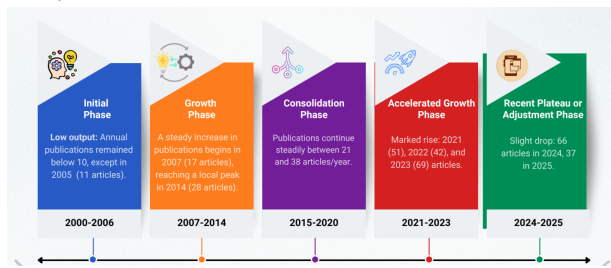 Initial
Phase
Low output: Annual
publications remained
below 10, except in
2005 (11 articles).
2000-2006
Growth
Phase
A steady increase in
publications begins in
2007 (17 articles),
reaching a local peak
in 2014 (28 articles).
2007-2014
Consolidation
Phase
Publications continue
steadily between 21
and 38 articles/year.
2015-2020
Accelerated Growth
Phase
Marked rise: 2021
(51), 2022 (42), and
2023 (69) articles.
2021-2023
Recent Plateau or
Adjustment Phase
Slight drop: 66
articles in 2024, 37
in 2025.
2024-2025